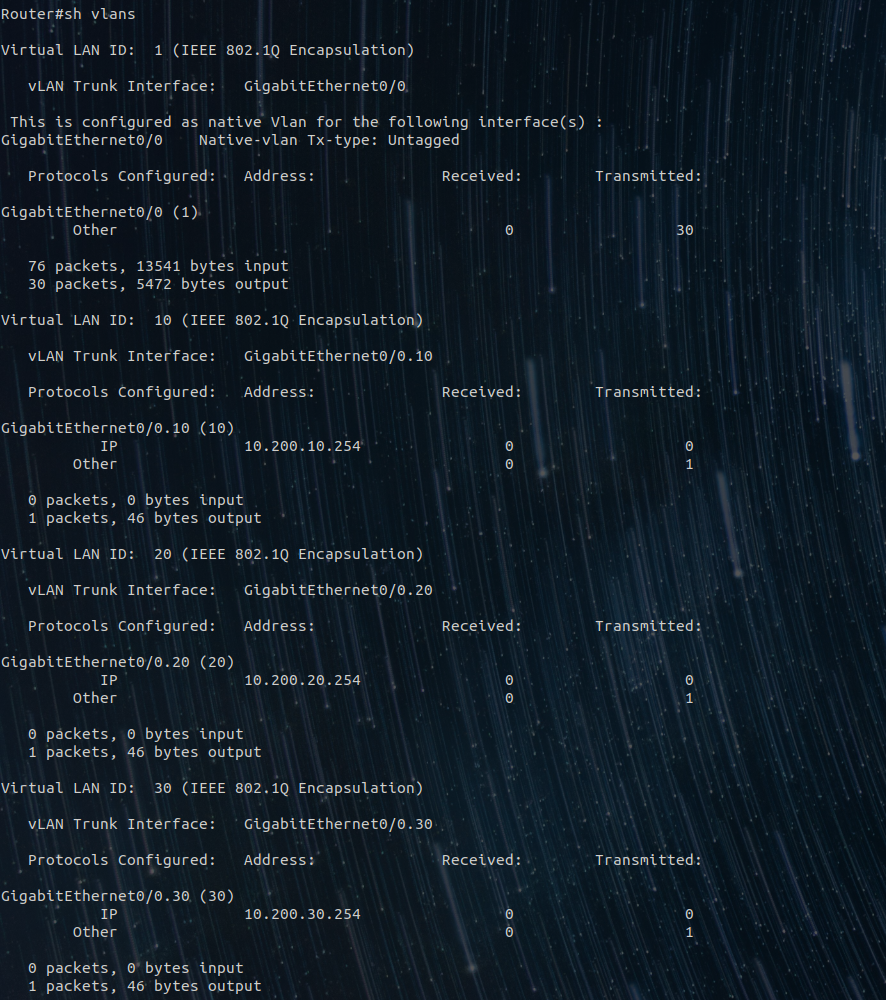 Router#sh vlans
Virtual LAN ID:  1 (IEEE 802.1Q Encapsulation)
   vLAN Trunk Interface:   GigabitEthernet0/0
 This is configured as native Vlan for the following interface(s) :
GigabitEthernet0/0    Native-vlan Tx-type: Untagged
   Protocols Configured:   Address:              Received:        Transmitted:
GigabitEthernet0/0 (1)
        Other                                           0                  30
   76 packets, 13541 bytes input
   30 packets, 5472 bytes output
Virtual LAN ID:  10 (IEEE 802.1Q Encapsulation)
   vLAN Trunk Interface:   GigabitEthernet0/0.10
   Protocols Configured:   Address:              Received:        Transmitted:
GigabitEthernet0/0.10 (10)
           IP              10.200.10.254                0                   0
        Other                                           0                   1
   0 packets, 0 bytes input
   1 packets, 46 bytes output
Virtual LAN ID:  20 (IEEE 802.1Q Encapsulation)
   vLAN Trunk Interface:   GigabitEthernet0/0.20
   Protocols Configured:   Address:              Received:        Transmitted:
GigabitEthernet0/0.20 (20)
           IP              10.200.20.254                0                   0
        Other                                           0                   1
   0 packets, 0 bytes input
   1 packets, 46 bytes output
Virtual LAN ID:  30 (IEEE 802.1Q Encapsulation)
   vLAN Trunk Interface:   GigabitEthernet0/0.30
   Protocols Configured:   Address:              Received:        Transmitted:
GigabitEthernet0/0.30 (30)
           IP              10.200.30.254                0                   0
        Other                                           0                   1
   0 packets, 0 bytes input
   1 packets, 46 bytes output